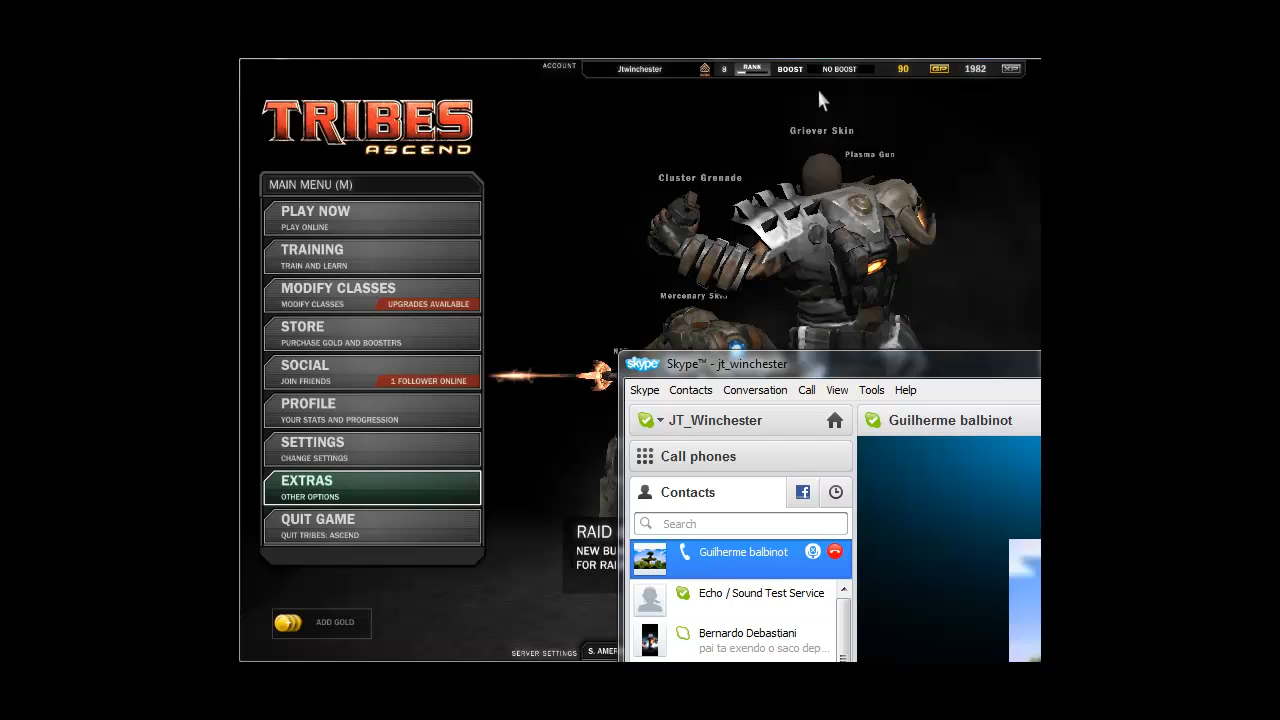 ACCOUNT Jtwinchester 8 RANK BOOST NO BOOST 90 GP 1982 XP
TRIBES
ASCEND
Griever Skin
Plasma Gun
Cluster Grenade
Mercenary Skin
MAIN MENU (M)
PLAY NOW
PLAY ONLINE
TRAINING
TRAIN AND LEARN
MODIFY CLASSES
MODIFY CLASSES UPGRADES AVAILABLE
STORE
PURCHASE GOLD AND BOOSTERS
SOCIAL
JOIN FRIENDS 1 FOLLOWER ONLINE
PROFILE
YOUR STATS AND PROGRESSION
SETTINGS
CHANGE SETTINGS
EXTRAS
OTHER OPTIONS
QUIT GAME
QUIT TRIBES: ASCEND
ADD GOLD
RAID
NEW BU
FOR RAI
SERVER SETTINGS S. AMER
skype Skype™ - jt_winchester
Skype Contacts Conversation Call View Tools Help
JT_Winchester
Guilherme balbinot
Call phones
Contacts
Search
Guilherme balbinot
Echo / Sound Test Service
Bernardo Debastiani
pai ta exendo o saco dep...